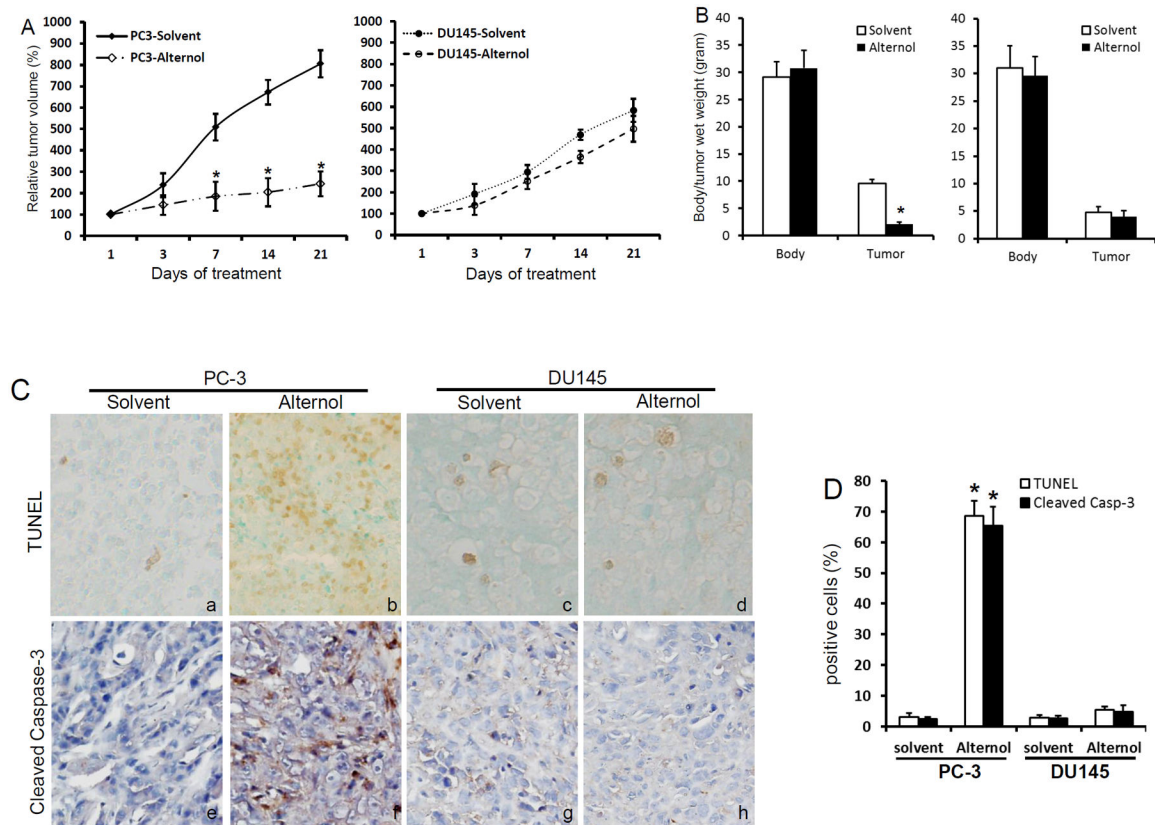 A
Relative tumor volume (%)
1000
900
800
700
600
500
400
300
200
100
0
PC3-Solvent
PC3-Alternol
*
*
*
1 3 7 14 21
Days of treatment
1000
900
800
700
600
500
400
300
200
100
0
DU145-Solvent
DU145-Alternol
1 3 7 14 21
Days of treatment
B
Body/tumor wet weight (gram)
40
35
30
25
20
15
10
5
0
Solvent
Alternol
*
Body Tumor
40
35
30
25
20
15
10
5
0
Solvent
Alternol
Body Tumor
C
PC-3 DU145
Solvent Alternol Solvent Alternol
TUNEL
a b c d
Cleaved Caspase-3
e f g h
D
positive cells (%)
80
70
60
50
40
30
20
10
0
TUNEL
Cleaved Casp-3
* *
solvent Alternol solvent Alternol
PC-3 DU145